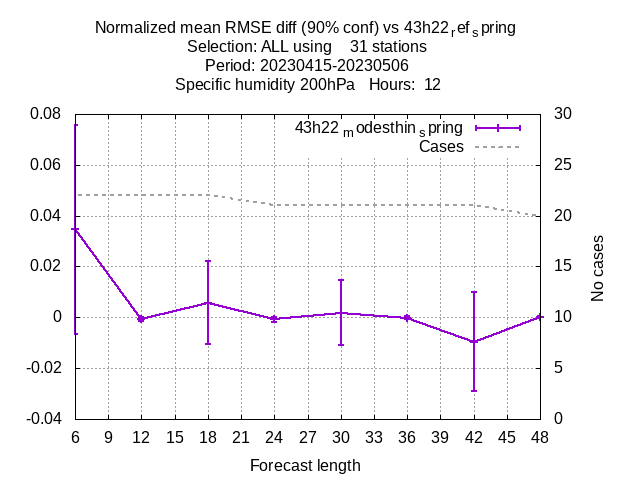 Normalized mean RMSE diff (90% conf) vs 43h22ᵣefₛpring
Selection: ALL using    31 stations
Period: 20230415-20230506
Specific humidity 200hPa   Hours:  12
43h22ₘodesthinₛpring
Cases
0.08
0.06
0.04
0.02
0
-0.02
-0.04
30
25
20
15
10
5
0
No cases
6 9 12 15 18 21 24 27 30 33 36 39 42 45 48
Forecast length